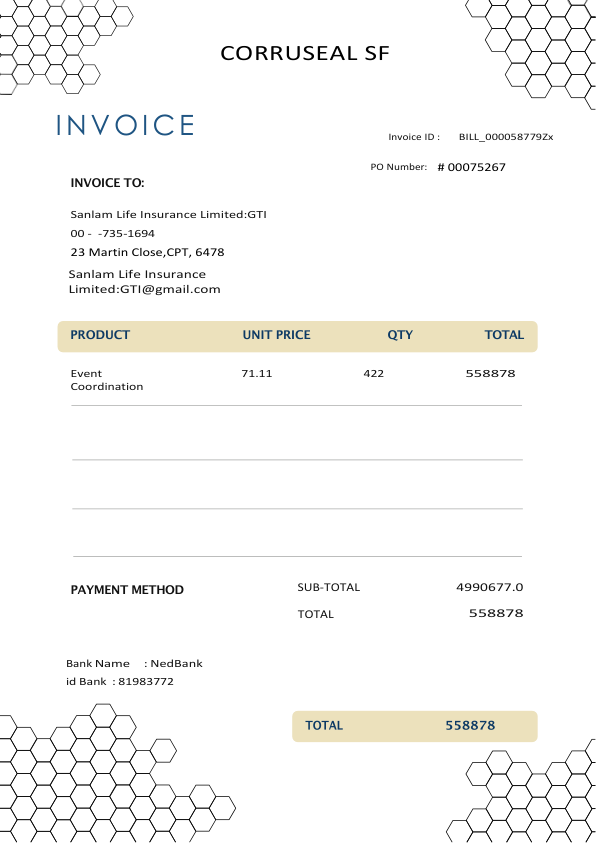 CORRUSEAL SF
INVOICE
Invoice ID : BILL_000058779Zx
PO Number: # 00075267
INVOICE TO:
Sanlam Life Insurance Limited:GTI
00 - -735-1694
23 Martin Close,CPT, 6478
Sanlam Life Insurance
Limited:GTI@gmail.com
PRODUCT UNIT PRICE QTY TOTAL
Event 71.11 422 558878
Coordination
PAYMENT METHOD
SUB-TOTAL 4990677.0
TOTAL 558878
Bank Name : NedBank
id Bank : 81983772
TOTAL 558878